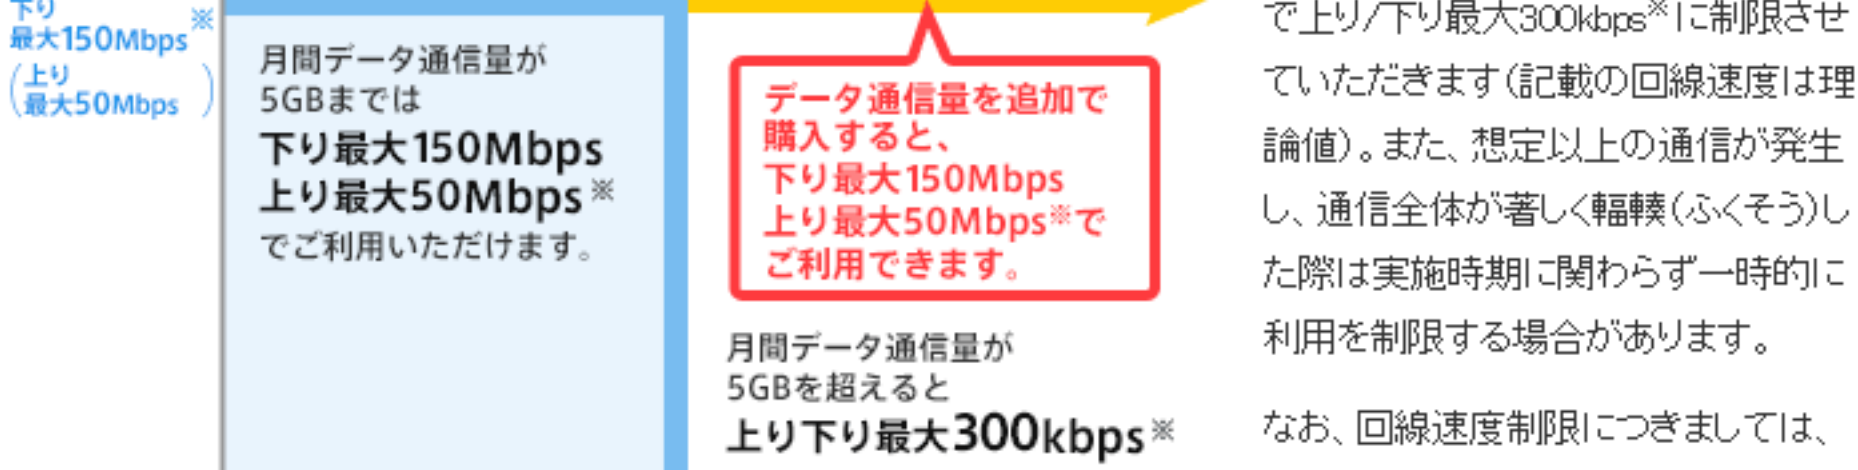 下り
最大150Mbps※
(上り
最大50Mbps)
月間データ通信量が
5GBまでは
下り最大150Mbps
上り最大50Mbps※
でご利用いただけます。
データ通信量を追加で
購入すると、
下り最大150Mbps
上り最大50Mbps※で
ご利用できます。
月間データ通信量が
5GBを超えると
上り下り最大300kbps※
で上り/下り最大300kbps※に制限させ
ていただきます(記載の回線速度は理
論値)。また、想定以上の通信が発生
し、通信全体が著しく輻輳(ふくそう)し
た際は実施時期に関わらず一時的に
利用を制限する場合があります。
なお、回線速度制限につきましては、